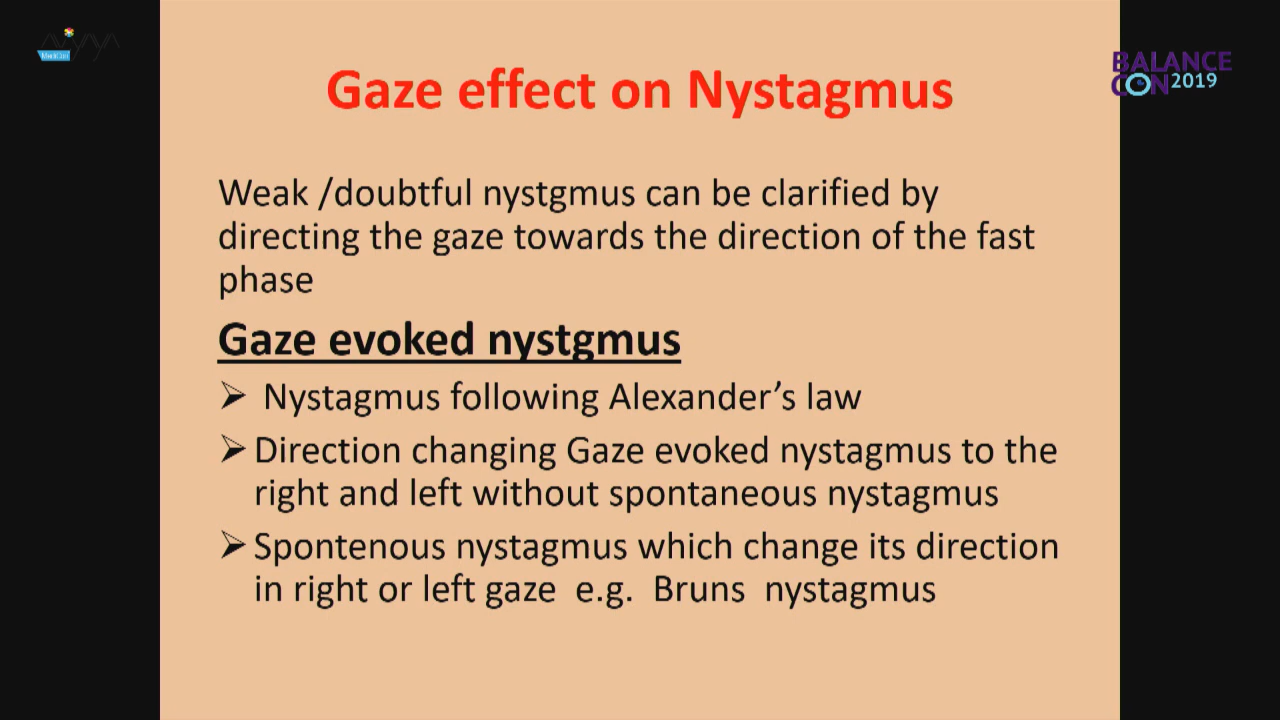 BALANCE
CON 2019
Gaze effect on Nystagmus
Weak /doubtful nystgmus can be clarified by
directing the gaze towards the direction of the fast
phase
Gaze evoked nystgmus
➢ Nystagmus following Alexander’s law
➢ Direction changing Gaze evoked nystagmus to the
right and left without spontaneous nystagmus
➢ Spontenous nystagmus which change its direction
in right or left gaze e.g. Bruns nystagmus